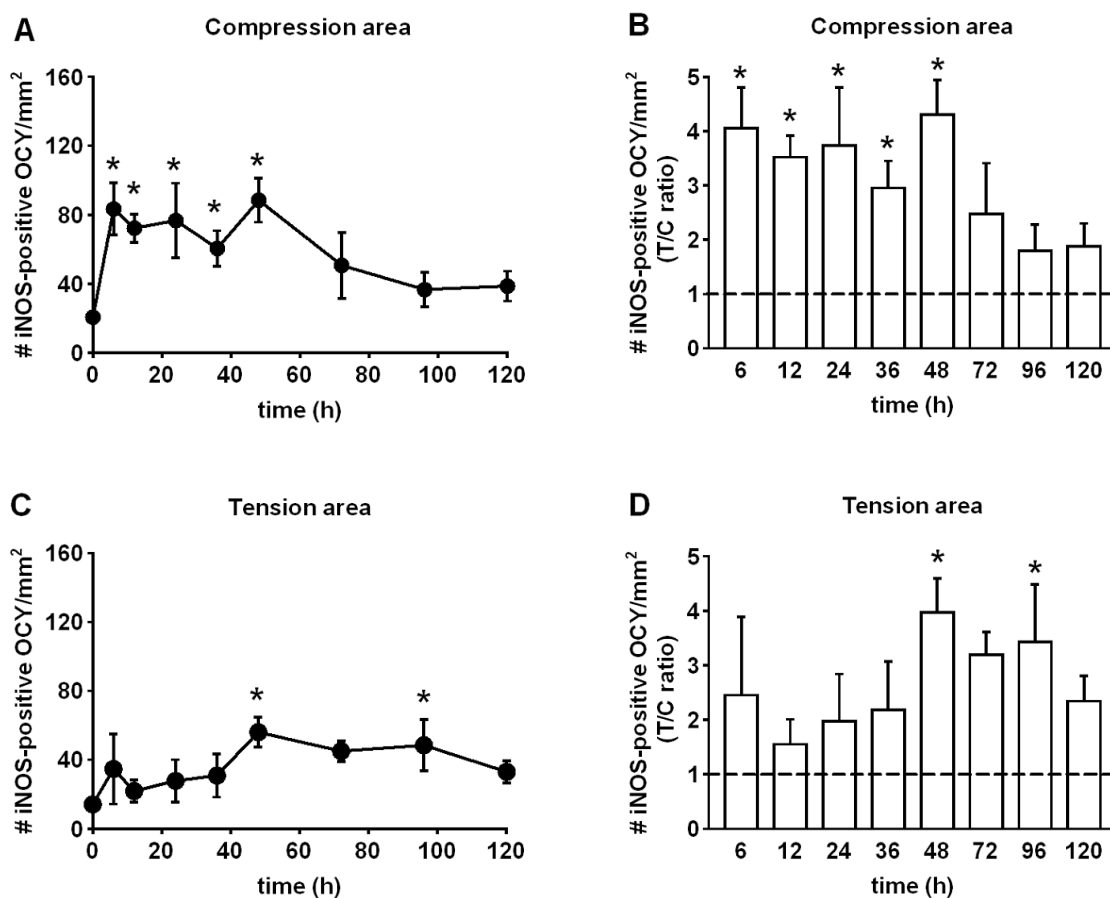 A
Compression area
# iNOS-positive OCY/mm²
160
120
80
40
0
* * * * *
0 20 40 60 80 100 120
time (h)
B
Compression area
# iNOS-positive OCY/mm²
(T/C ratio)
5
4
3
2
1
0
* * * * *
6 12 24 36 48 72 96 120
time (h)
C
Tension area
# iNOS-positive OCY/mm²
160
120
80
40
0
* *
0 20 40 60 80 100 120
time (h)
D
Tension area
# iNOS-positive OCY/mm²
(T/C ratio)
5
4
3
2
1
0
* *
6 12 24 36 48 72 96 120
time (h)